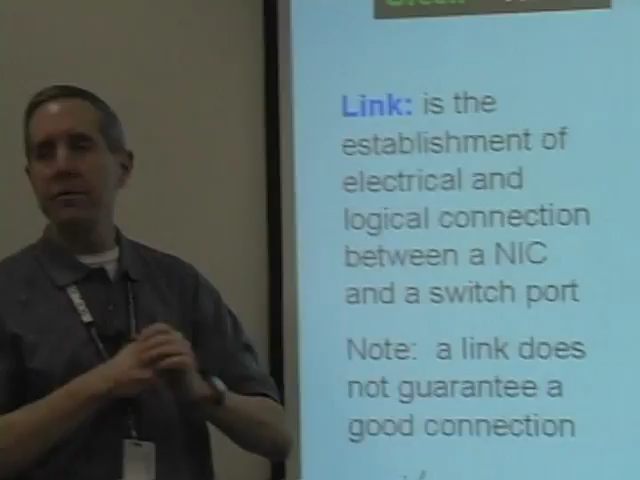 Link: is the
establishment of
electrical and
logical connection
between a NIC
and a switch port
Note: a link does
not guarantee a
good connection